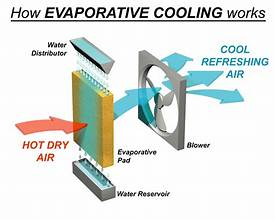 How EVAPORATIVE COOLING works
Water
Distributor
COOL
REFRESHING
AIR
HOT DRY
AIR
Evaporative
Pad
Blower
Water Reservoir